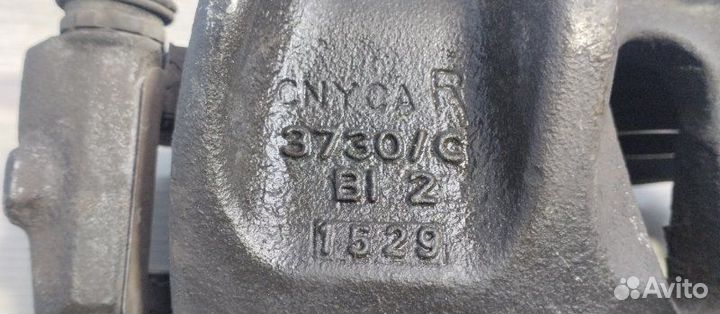 CNYCA R
3730/C
BI 2
1529
Avito